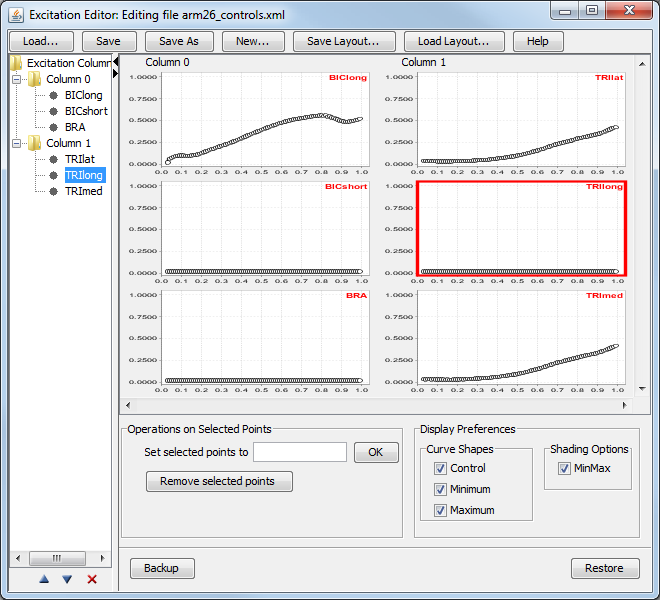 Excitation Editor: Editing file arm26_controls.xml
Load... Save Save As New... Save Layout... Load Layout... Help
Excitation Column
Column 0
BIClong
BICshort
BRA
Column 1
TRIlat
TRIlong
TRImed
Column 0 Column 1
BIClong
1.0000
0.7500
0.5000
0.2500
0.0000
0.0 0.1 0.2 0.3 0.4 0.5 0.6 0.7 0.8 0.9 1.0
TRIlat
1.0000
0.7500
0.5000
0.2500
0.0000
0.0 0.1 0.2 0.3 0.4 0.5 0.6 0.7 0.8 0.9 1.0
BICshort
1.0000
0.7500
0.5000
0.2500
0.0000
0.0 0.1 0.2 0.3 0.4 0.5 0.6 0.7 0.8 0.9 1.0
TRIlong
1.0000
0.7500
0.5000
0.2500
0.0000
0.0 0.1 0.2 0.3 0.4 0.5 0.6 0.7 0.8 0.9 1.0
BRA
1.0000
0.7500
0.5000
0.2500
0.0000
0.0 0.1 0.2 0.3 0.4 0.5 0.6 0.7 0.8 0.9 1.0
TRImed
1.0000
0.7500
0.5000
0.2500
0.0000
0.0 0.1 0.2 0.3 0.4 0.5 0.6 0.7 0.8 0.9 1.0
Operations on Selected Points
Set selected points to OK
Remove selected points
Display Preferences
Curve Shapes
Control
Minimum
Maximum
Shading Options
MinMax
Backup Restore